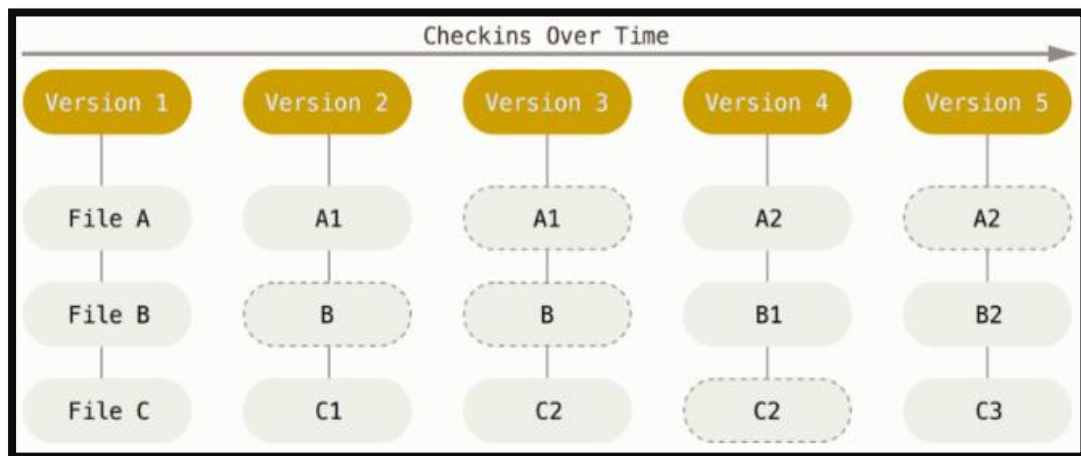 Checkins Over Time
Version 1 Version 2 Version 3 Version 4 Version 5
File A A1 A1 A2 A2
File B B B B1 B2
File C C1 C2 C2 C3